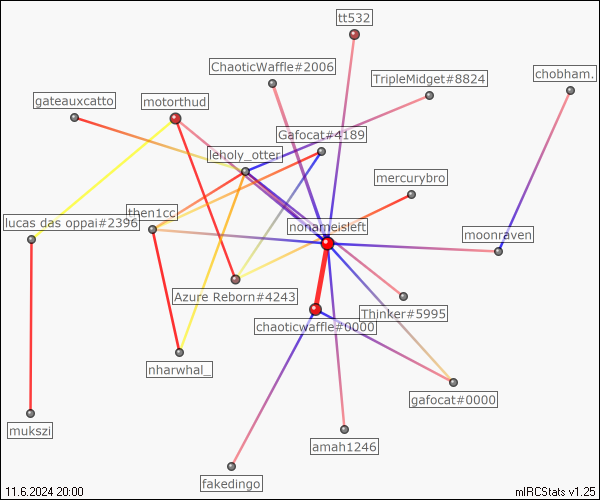 tt532
ChaoticWaffle#2006
TripleMidget#8824
chobham.
gateauxcatto
motorthud
Gafocat#4189
leholy_otter
mercurybro
then1cc
lucas das oppai#2396
nonameisleft
moonraven
Azure Reborn#4243
Thinker#5995
chaoticwaffle#0000
nharwhal_
gafocat#0000
mukszi
amah1246
fakedingo
11.6.2024 20:00
mIRCStats v1.25